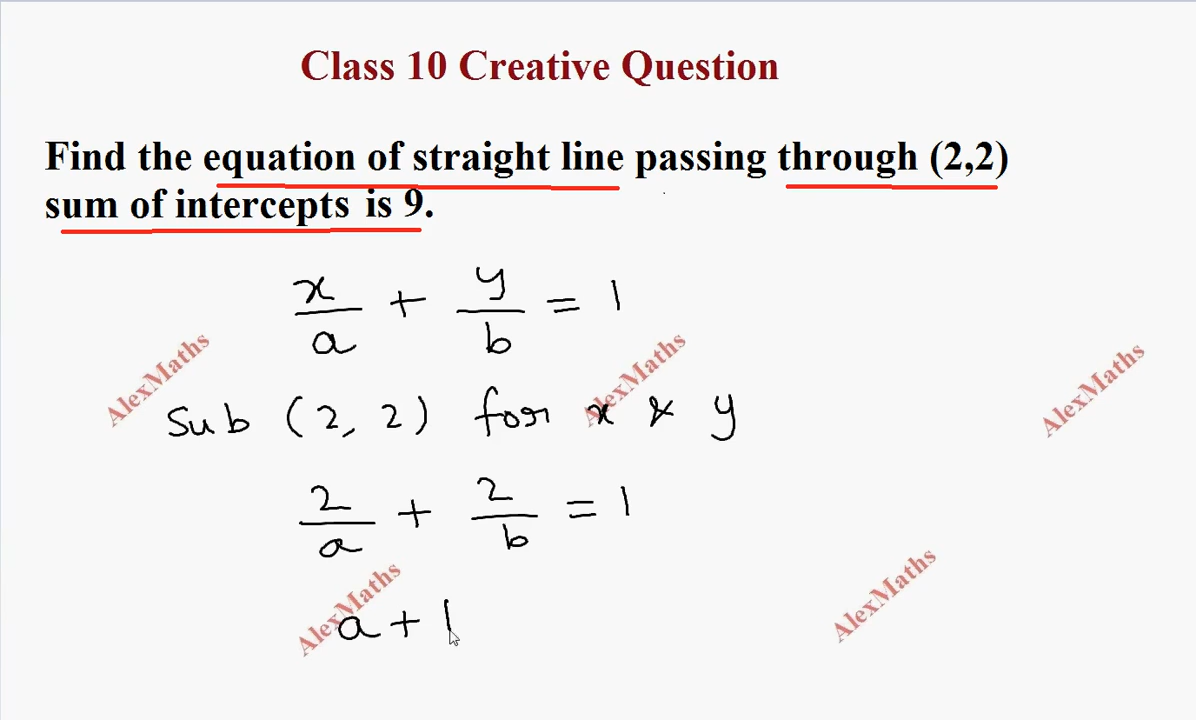 Class 10 Creative Question
Find the equation of straight line passing through (2,2)
sum of intercepts is 9.
x/a + y/b = 1
AlexMaths
AlexMaths
AlexMaths
Sub (2, 2) for x & y
2/a + 2/b = 1
AlexMaths
AlexMaths
a + l